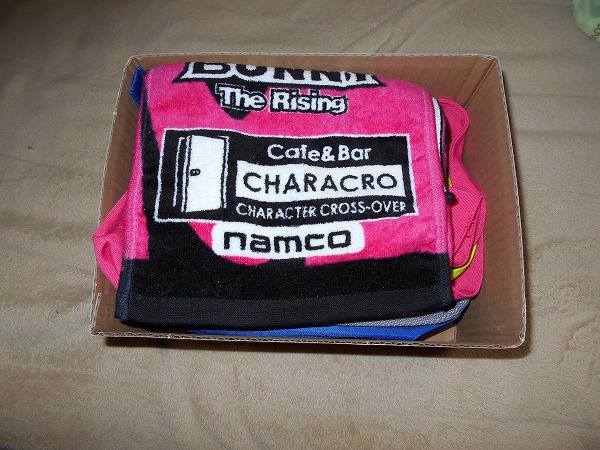 The Rising
Cafe&Bar
CHARACRO
CHARACTER CROSS-OVER
namco